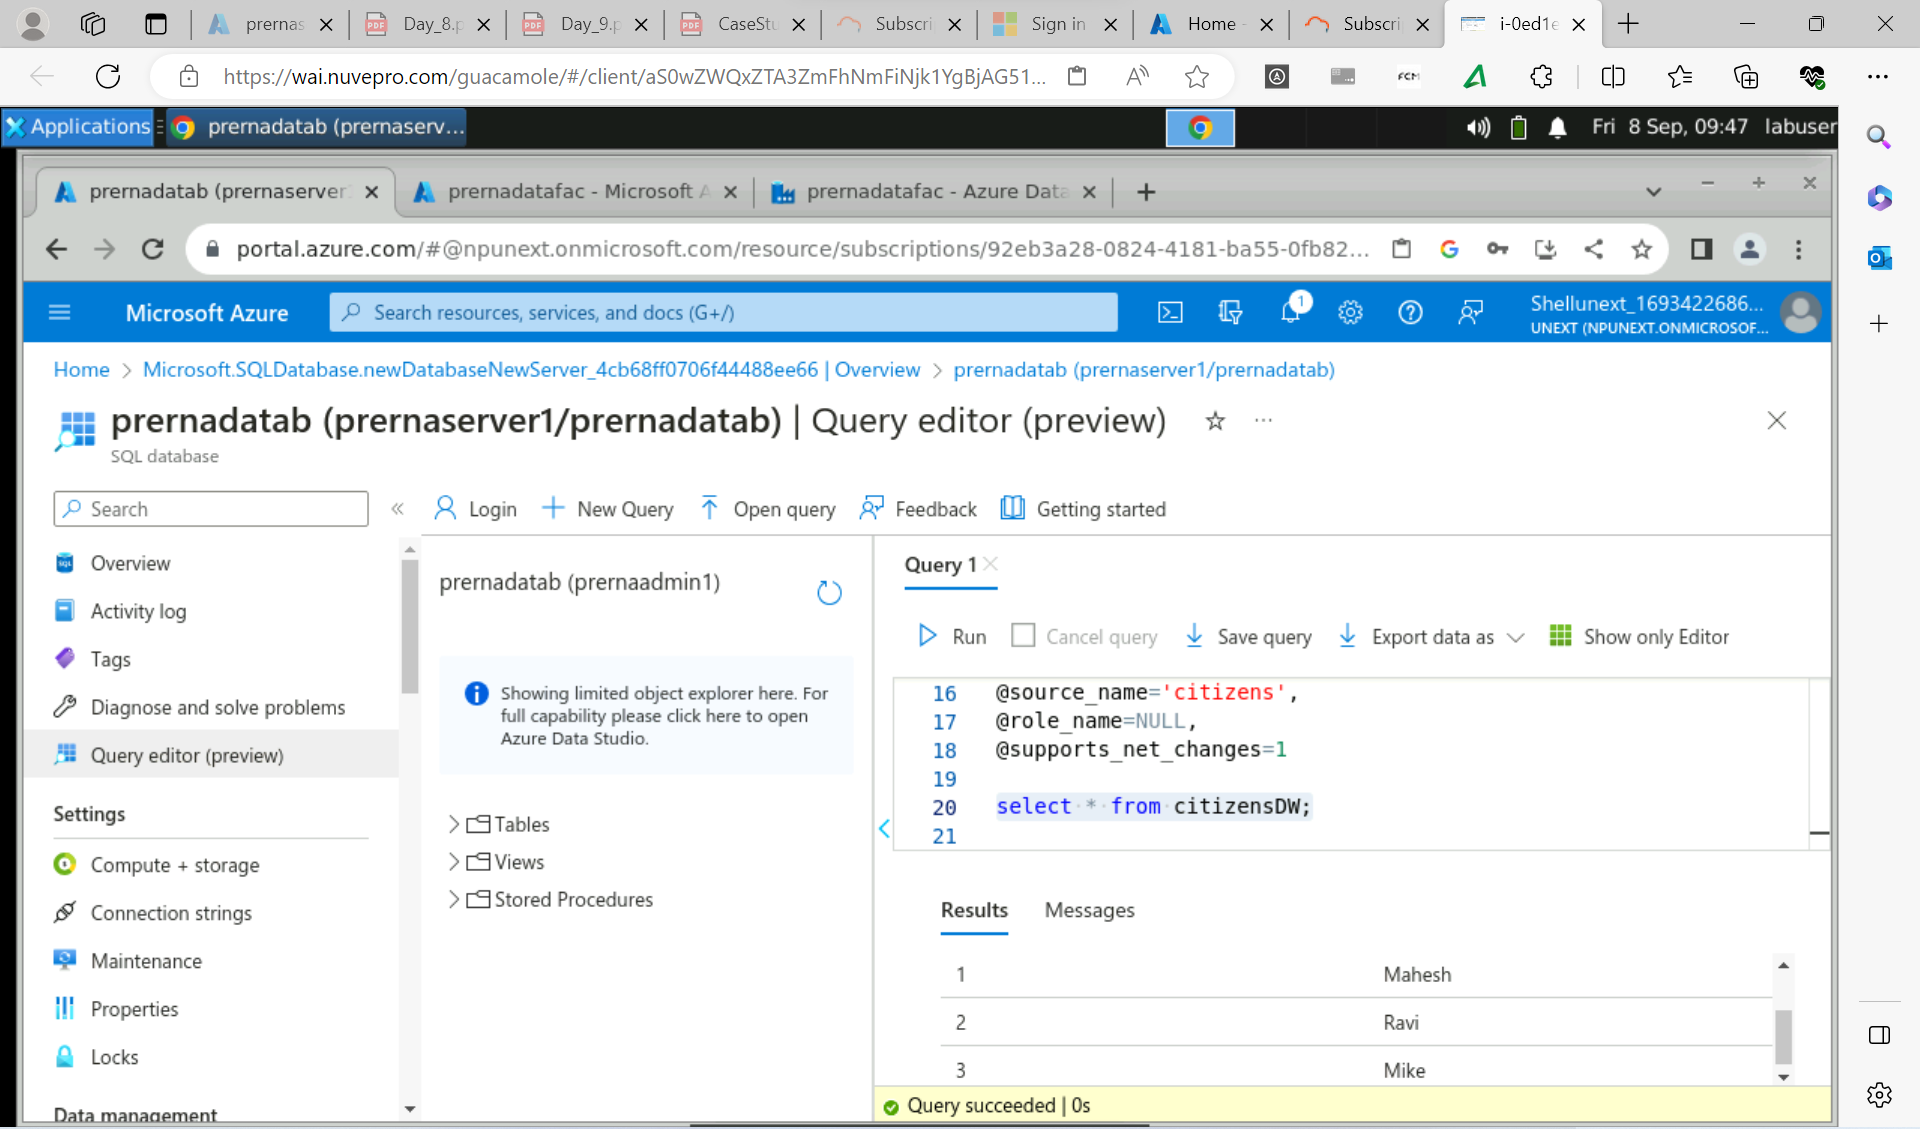 prernas
Day_8.p
Day_9.p
CaseStu
Subscri
Sign in
Home -
Subscri
i-0ed1e
https://wai.nuvepro.com/guacamole/#/client/aS0wZWQxZTA3ZmFhNmFiNjk1YgBjAG51...
FCM
Applications
prernadatab (prernaserv...
Fri 8 Sep, 09:47 labuser
prernadatab (prernaserver1
prernadatafac - Microsoft A
prernadatafac - Azure Data
portal.azure.com/#@npunext.onmicrosoft.com/resource/subscriptions/92eb3a28-0824-4181-ba55-0fb82...
Microsoft Azure
Search resources, services, and docs (G+/)
1
Shellunext_1693422686...
UNEXT (NPUNEXT.ONMICROSOF...
Home > Microsoft.SQLDatabase.newDatabaseNewServer_4cb68ff0706f44488ee66 | Overview > prernadatab (prernaserver1/prernadatab)
prernadatab (prernaserver1/prernadatab) | Query editor (preview)
SQL database
Search
Login
New Query
Open query
Feedback
Getting started
Overview
Activity log
Tags
Diagnose and solve problems
Query editor (preview)
Settings
Compute + storage
Connection strings
Maintenance
Properties
Locks
Data management
prernadatab (prernaadmin1)
Showing limited object explorer here. For
full capability please click here to open
Azure Data Studio.
Tables
Views
Stored Procedures
Query 1
Run
Cancel query
Save query
Export data as
Show only Editor
16 @source_name='citizens',
17 @role_name=NULL,
18 @supports_net_changes=1
19
20 select * from citizensDW;
21
Results
Messages
1 Mahesh
2 Ravi
3 Mike
Query succeeded | 0s